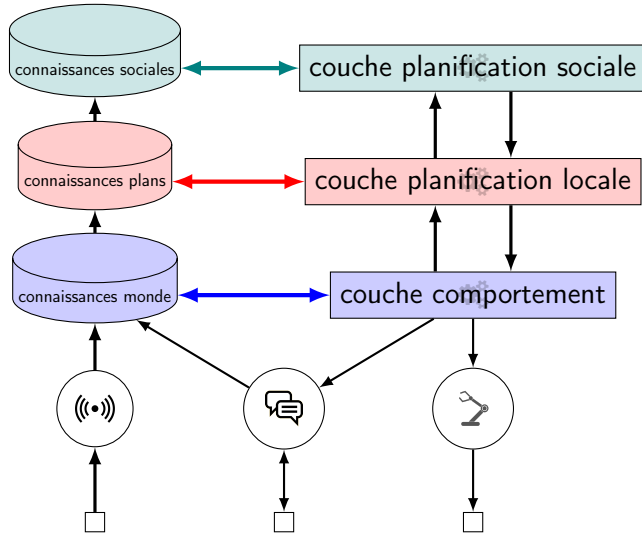 connaissances sociales
couche planification sociale
connaissances plans
couche planification locale
connaissances monde
couche comportement